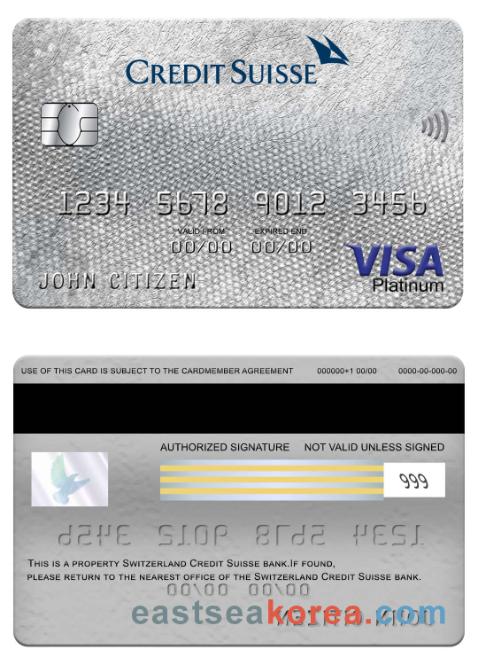 CREDIT SUISSE
1234 5678 9012 3456
VALID FROM EXPIRED END
00/00 00/00
JOHN CITIZEN
VISA
Platinum
USE OF THIS CARD IS SUBJECT TO THE CARDMEMBER AGREEMENT 000000+1 00/00 0000-00-000-00
AUTHORIZED SIGNATURE NOT VALID UNLESS SIGNED
999
THIS IS A PROPERTY SWITZERLAND CREDIT SUISSE BANK.IF FOUND,
PLEASE RETURN TO THE NEAREST OFFICE OF THE SWITZERLAND CREDIT SUISSE BANK.
00/00 00/00
eastseakorea.com